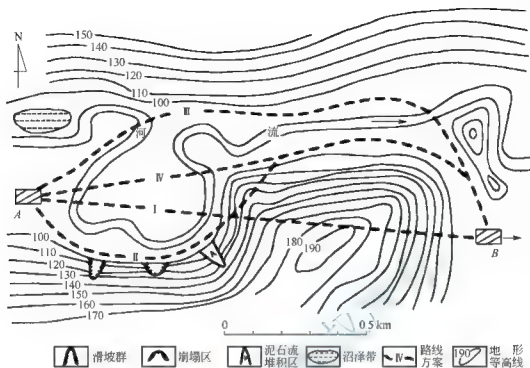 N
150
140
130
120
110
100
Ⅲ
河
流
Ⅳ
A
Ⅰ
Ⅱ
100
110
120
130
140
150
160
170
180
190
B
0 0 5 km
滑坡群
崩塌区
泥石流
堆积区
沼泽带
Ⅳ
路线
方案
190
地形
等高线